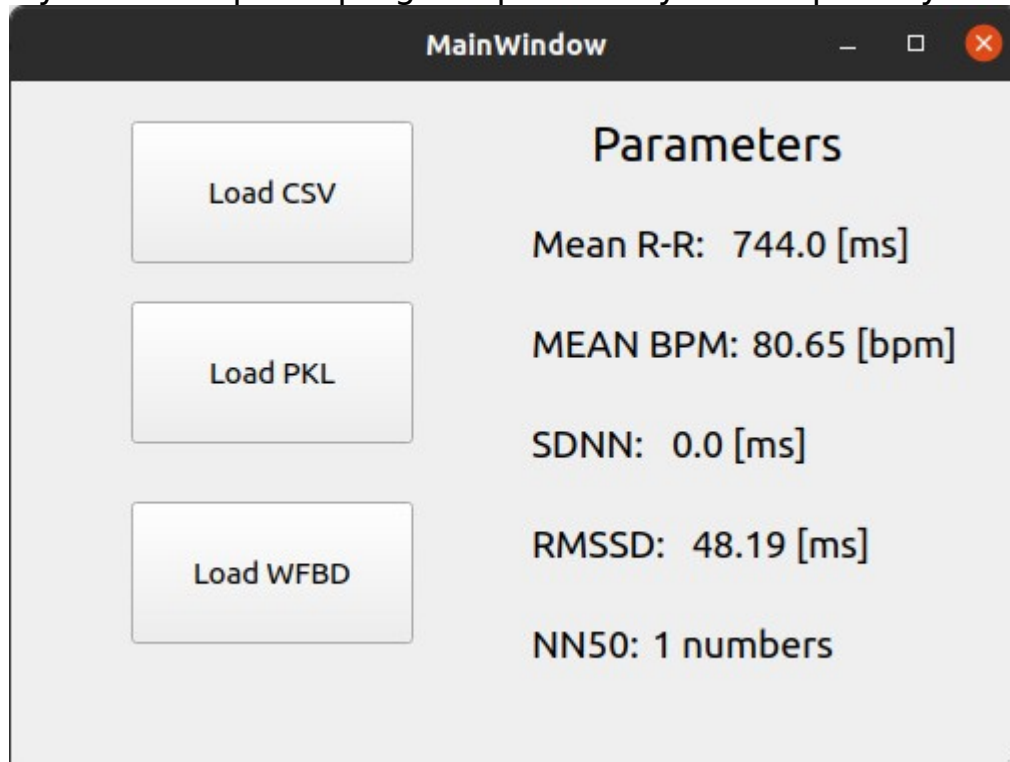 MainWindow
Load CSV
Load PKL
Load WFBD
Parameters
Mean R-R: 744.0 [ms]
MEAN BPM: 80.65 [bpm]
SDNN: 0.0 [ms]
RMSSD: 48.19 [ms]
NN50: 1 numbers